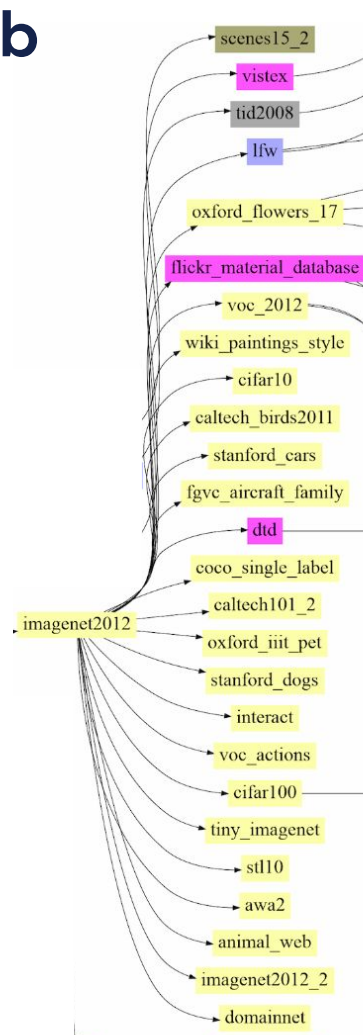 b
scenes15_2
vistex
tid2008
lfw
oxford_flowers_17
flickr_material_database
voc_2012
wiki_paintings_style
cifar10
caltech_birds2011
stanford_cars
fgvc_aircraft_family
dtd
coco_single_label
imagenet2012
caltech101_2
oxford_iiit_pet
stanford_dogs
interact
voc_actions
cifar100
tiny_imagenet
stl10
awa2
animal_web
imagenet2012_2
domainnet